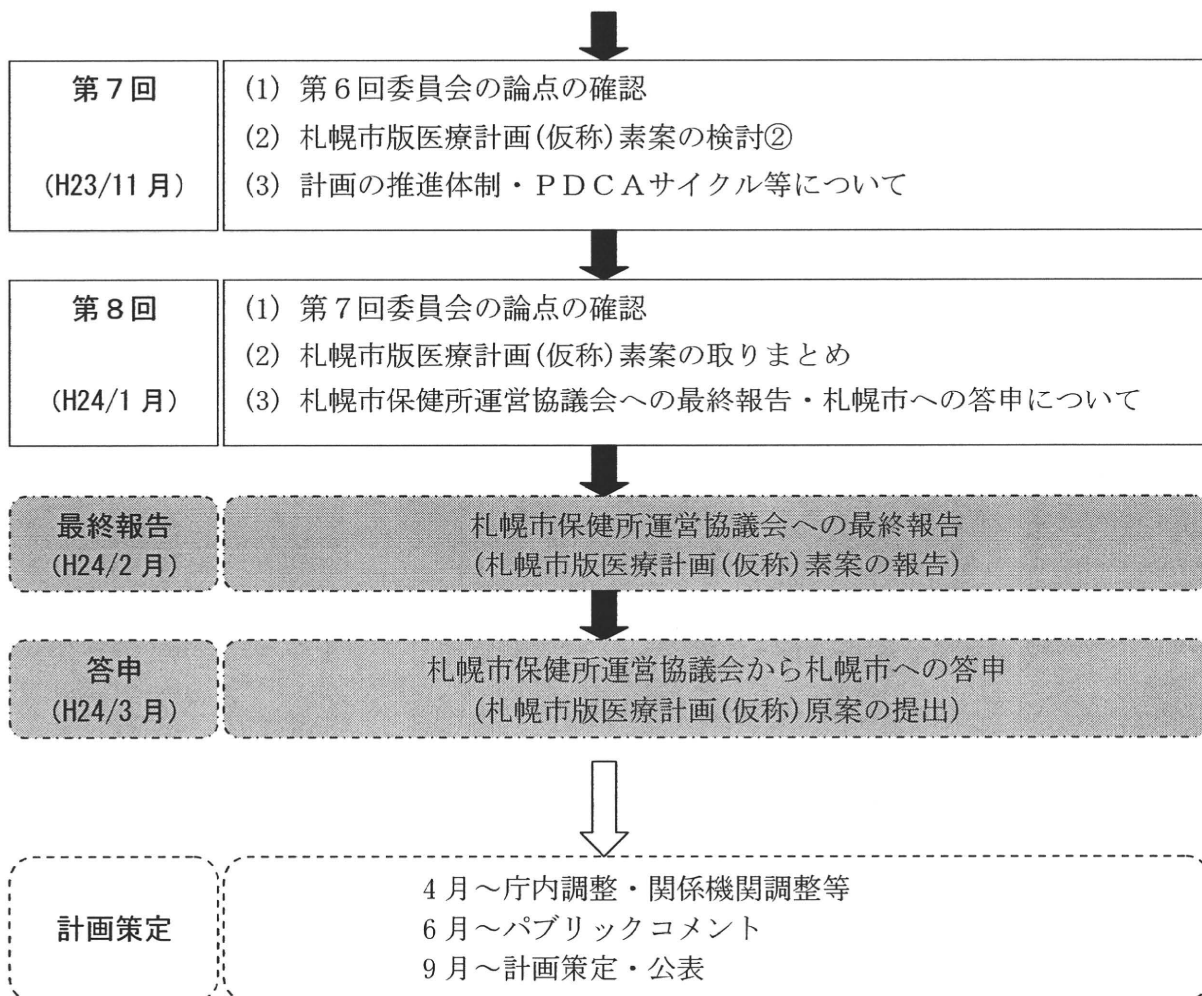 第７回
(H23/11月)
(1) 第６回委員会の論点の確認
(2) 札幌市版医療計画(仮称)素案の検討②
(3) 計画の推進体制・ＰＤＣＡサイクル等について
第８回
(H24/1月)
(1) 第７回委員会の論点の確認
(2) 札幌市版医療計画(仮称)素案の取りまとめ
(3) 札幌市保健所運営協議会への最終報告・札幌市への答申について
最終報告
(H24/2月)
札幌市保健所運営協議会への最終報告
(札幌市版医療計画(仮称)素案の報告)
答申
(H24/3月)
札幌市保健所運営協議会から札幌市への答申
(札幌市版医療計画(仮称)原案の提出)
計画策定
4月～庁内調整・関係機関調整等
6月～パブリックコメント
9月～計画策定・公表